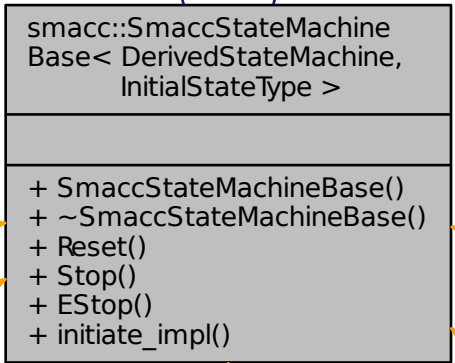 smacc::SmaccStateMachine
Base< DerivedStateMachine,
InitialStateType >
+ SmaccStateMachineBase()
+ ~SmaccStateMachineBase()
+ Reset()
+ Stop()
+ EStop()
+ initiate_impl()